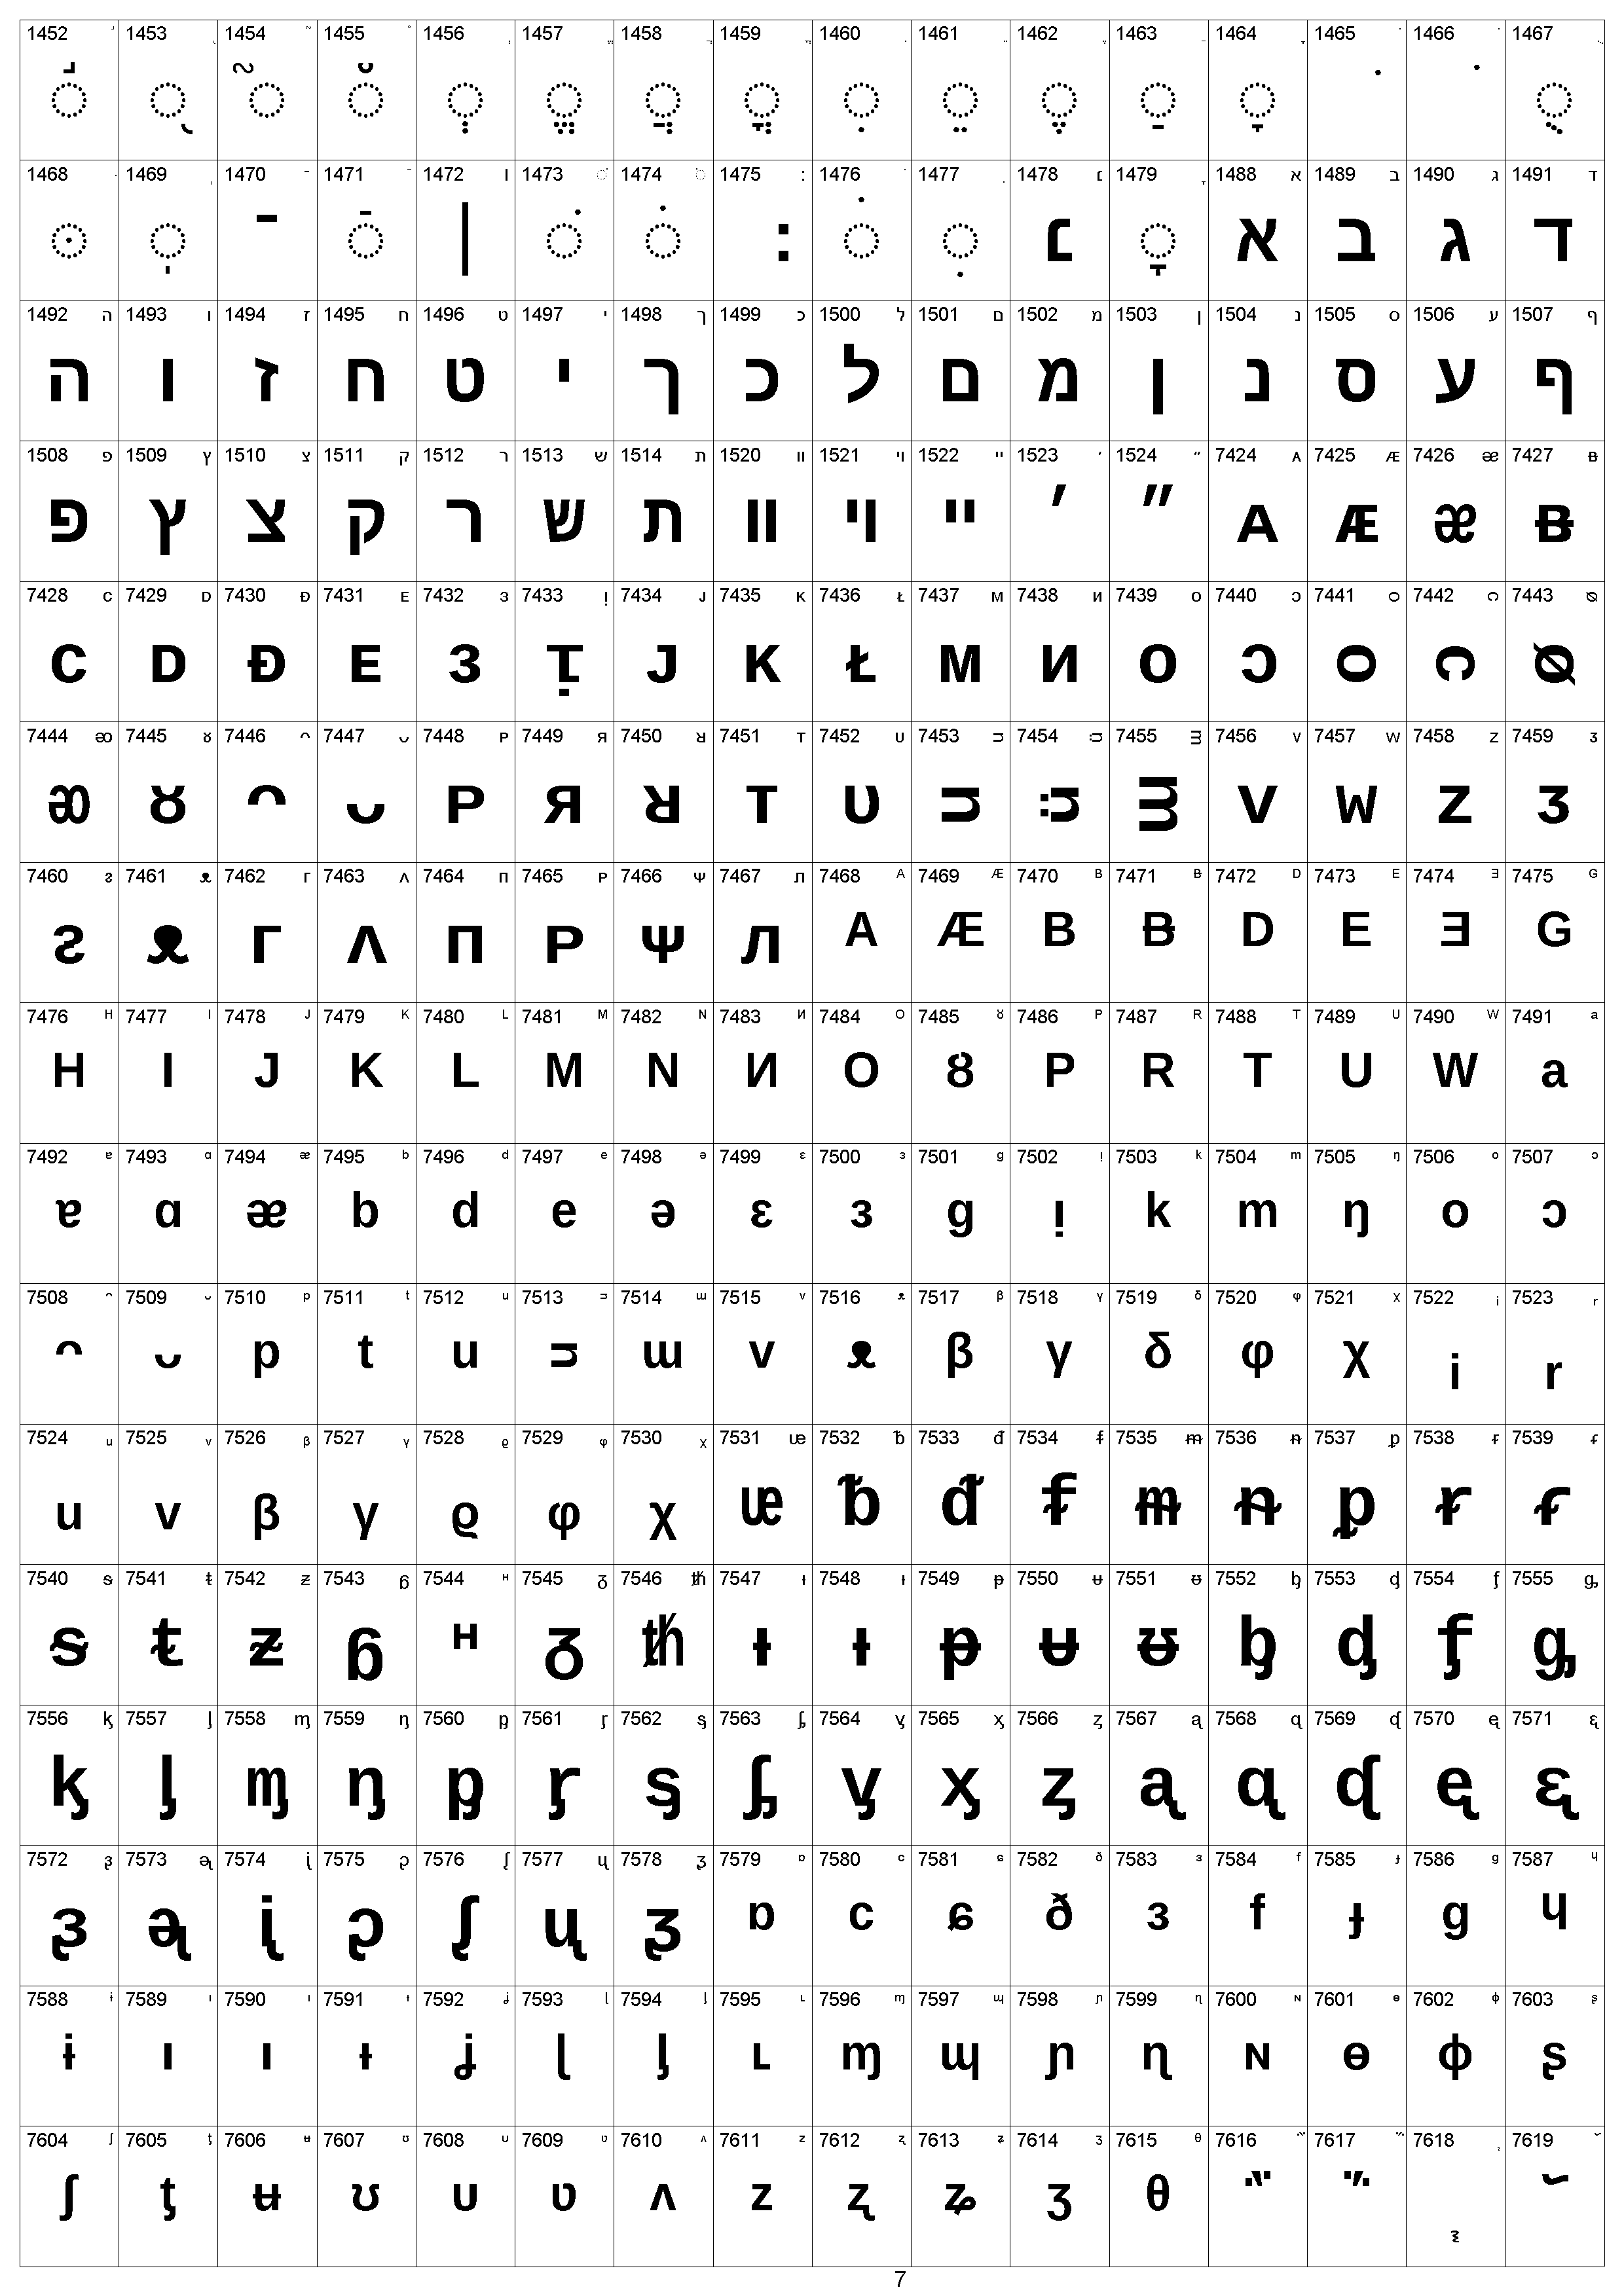 1452 1453 1454 1455 1456 1457 1458 1459 1460 1461 1462 1463 1464 1465 1466 1467
◌֬ ◌֭ ◌֮ ◌֯ ◌ְ ◌ֱ ◌ֲ ◌ֳ ◌ִ ◌ֵ ◌ֶ ◌ַ ◌ָ ֹ ֺ ◌ֻ
1468 1469 1470 ־ 1471 1472 ׀ 1473 1474 1475 : 1476 1477 1478 ׆ 1479 1488 א 1489 ב 1490 ג 1491 ד
◌ּ ◌ֽ ־ ◌ֿ ׀ ◌ׁ ◌ׂ : ◌ׄ ◌ׅ ׆ ◌ׇ א ב ג ד
1492 ה 1493 ו 1494 ז 1495 ח 1496 ט 1497 י 1498 ך 1499 כ 1500 ל 1501 ם 1502 מ 1503 ן 1504 נ 1505 ס 1506 ע 1507 ף
ה ו ז ח ט י ך כ ל ם מ ן נ ס ע ף
1508 פ 1509 ץ 1510 צ 1511 ק 1512 ר 1513 ש 1514 ת 1520 װ 1521 ױ 1522 ײ 1523 ׳ 1524 ״ 7424 ᴀ 7425 ᴁ 7426 ᴂ 7427 ᴃ
פ ץ צ ק ר ש ת װ ױ ײ ׳ ״ ᴀ ᴁ ᴂ ᴃ
7428 ᴄ 7429 ᴅ 7430 ᴆ 7431 ᴇ 7432 ᴈ 7433 ᴉ 7434 ᴊ 7435 ᴋ 7436 ᴌ 7437 ᴍ 7438 ᴎ 7439 ᴏ 7440 ᴐ 7441 ᴑ 7442 ᴒ 7443 ᴓ
ᴄ ᴅ ᴆ ᴇ ᴈ ᴉ ᴊ ᴋ ᴌ ᴍ ᴎ ᴏ ᴐ ᴑ ᴒ ᴓ
7444 ᴔ 7445 ᴕ 7446 ᴖ 7447 ᴗ 7448 ᴘ 7449 ᴙ 7450 ᴚ 7451 ᴛ 7452 ᴜ 7453 ᴝ 7454 ᴞ 7455 ᴟ 7456 ᴠ 7457 ᴡ 7458 ᴢ 7459 ᴣ
ᴔ ᴕ ᴖ ᴗ ᴘ ᴙ ᴚ ᴛ ᴜ ᴝ ᴞ ᴟ ᴠ ᴡ ᴢ ᴣ
7460 ᴤ 7461 ᴥ 7462 ᴦ 7463 ᴧ 7464 ᴨ 7465 ᴩ 7466 ᴪ 7467 ᴫ 7468 ᴬ 7469 ᴭ 7470 ᴮ 7471 ᴯ 7472 ᴰ 7473 ᴱ 7474 ᴲ 7475 ᴳ
ᴤ ᴥ ᴦ ᴧ ᴨ ᴩ ᴪ ᴫ ᴬ ᴭ ᴮ ᴯ ᴰ ᴱ ᴲ ᴳ
7476 ᴴ 7477 ᴵ 7478 ᴶ 7479 ᴷ 7480 ᴸ 7481 ᴹ 7482 ᴺ 7483 ᴻ 7484 ᴼ 7485 ᴽ 7486 ᴾ 7487 ᴿ 7488 ᵀ 7489 ᵁ 7490 ᵂ 7491 ᵃ
ᴴ ᴵ ᴶ ᴷ ᴸ ᴹ ᴺ ᴻ ᴼ ᴽ ᴾ ᴿ ᵀ ᵁ ᵂ ᵃ
7492 ᵄ 7493 ᵅ 7494 ᵆ 7495 ᵇ 7496 ᵈ 7497 ᵉ 7498 ᵊ 7499 ᵋ 7500 ᵌ 7501 ᵍ 7502 ᵎ 7503 ᵏ 7504 ᵐ 7505 ᵑ 7506 ᵒ 7507 ᵓ
ᵄ ᵅ ᵆ ᵇ ᵈ ᵉ ᵊ ᵋ ᵌ ᵍ ᵎ ᵏ ᵐ ᵑ ᵒ ᵓ
7508 ᵔ 7509 ᵕ 7510 ᵖ 7511 ᵗ 7512 ᵘ 7513 ᵙ 7514 ᵚ 7515 ᵛ 7516 ᵜ 7517 ᵝ 7518 ᵞ 7519 ᵟ 7520 ᵠ 7521 ᵡ 7522 ᵢ 7523 ᵣ
ᵔ ᵕ ᵖ ᵗ ᵘ ᵙ ᵚ ᵛ ᵜ ᵝ ᵞ ᵟ ᵠ ᵡ ᵢ ᵣ
7524 ᵤ 7525 ᵥ 7526 ᵦ 7527 ᵧ 7528 ᵨ 7529 ᵩ 7530 ᵪ 7531 ᵫ 7532 ᵬ 7533 ᵭ 7534 ᵮ 7535 ᵯ 7536 ᵰ 7537 ᵱ 7538 ᵲ 7539 ᵳ
ᵤ ᵥ ᵦ ᵧ ᵨ ᵩ ᵪ ᵫ ᵬ ᵭ ᵮ ᵯ ᵰ ᵱ ᵲ ᵳ
7540 ᵴ 7541 ᵵ 7542 ᵶ 7543 ᵷ 7544 ᵸ 7545 ᵹ 7546 ᵺ 7547 ᵻ 7548 ᵼ 7549 ᵽ 7550 ᵾ 7551 ᵿ 7552 ᶀ 7553 ᶁ 7554 ᶂ 7555 ᶃ
ᵴ ᵵ ᵶ ᵷ ᵸ ᵹ ᵺ ᵻ ᵼ ᵽ ᵾ ᵿ ᶀ ᶁ ᶂ ᶃ
7556 ᶄ 7557 ᶅ 7558 ᶆ 7559 ᶇ 7560 ᶈ 7561 ᶉ 7562 ᶊ 7563 ᶋ 7564 ᶌ 7565 ᶍ 7566 ᶎ 7567 ᶏ 7568 ᶐ 7569 ᶑ 7570 ᶒ 7571 ᶓ
ᶄ ᶅ ᶆ ᶇ ᶈ ᶉ ᶊ ᶋ ᶌ ᶍ ᶎ ᶏ ᶐ ᶑ ᶒ ᶓ
7572 ᶔ 7573 ᶕ 7574 ᶖ 7575 ᶗ 7576 ᶘ 7577 ᶙ 7578 ᶚ 7579 ᶛ 7580 ᶜ 7581 ᶝ 7582 ᶞ 7583 ᶟ 7584 ᶠ 7585 ᶡ 7586 ᶢ 7587 ᶣ
ᶔ ᶕ ᶖ ᶗ ᶘ ᶙ ᶚ ᶛ ᶜ ᶝ ᶞ ᶟ ᶠ ᶡ ᶢ ᶣ
7588 ᶤ 7589 ᶥ 7590 ᶦ 7591 ᶧ 7592 ᶨ 7593 ᶩ 7594 ᶪ 7595 ᶫ 7596 ᶬ 7597 ᶭ 7598 ᶮ 7599 ᶯ 7600 ᶰ 7601 ᶱ 7602 ᶲ 7603 ᶳ
ᶤ ᶥ ᶦ ᶧ ᶨ ᶩ ᶪ ᶫ ᶬ ᶭ ᶮ ᶯ ᶰ ᶱ ᶲ ᶳ
7604 ᶴ 7605 ᶵ 7606 ᶶ 7607 ᶷ 7608 ᶸ 7609 ᶹ 7610 ᶺ 7611 ᶻ 7612 ᶼ 7613 ᶽ 7614 ᶾ 7615 ᶿ 7616 7617 7618 7619
ᶴ ᶵ ᶶ ᶷ ᶸ ᶹ ᶺ ᶻ ᶼ ᶽ ᶾ ᶿ ᷀ ᷁ ᷂ ᷃
7